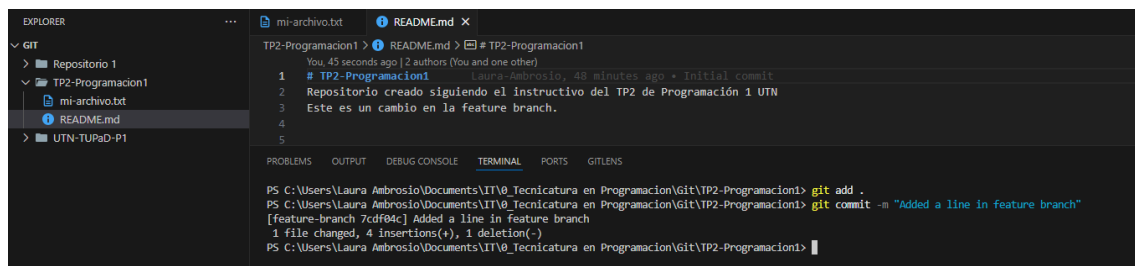 EXPLORER ...
GIT
Repositorio 1
TP2-Programacion1
mi-archivo.txt
README.md
UTN-TUPaD-P1
mi-archivo.txt README.md
TP2-Programacion1 > README.md > # TP2-Programacion1
You, 45 seconds ago | 2 authors (You and one other)
1 # TP2-Programacion1 Laura-Ambrosio, 48 minutes ago • Initial commit
2 Repositorio creado siguiendo el instructivo del TP2 de Programación 1 UTN
3 Este es un cambio en la feature branch.
4
5
PROBLEMS OUTPUT DEBUG CONSOLE TERMINAL PORTS GITLENS
PS C:\Users\Laura Ambrosio\Documents\IT\0_Tecnicatura en Programacion\Git\TP2-Programacion1> git add .
PS C:\Users\Laura Ambrosio\Documents\IT\0_Tecnicatura en Programacion\Git\TP2-Programacion1> git commit -m "Added a line in feature branch"
[feature-branch 7cdf04c] Added a line in feature branch
1 file changed, 4 insertions(+), 1 deletion(-)
PS C:\Users\Laura Ambrosio\Documents\IT\0_Tecnicatura en Programacion\Git\TP2-Programacion1>